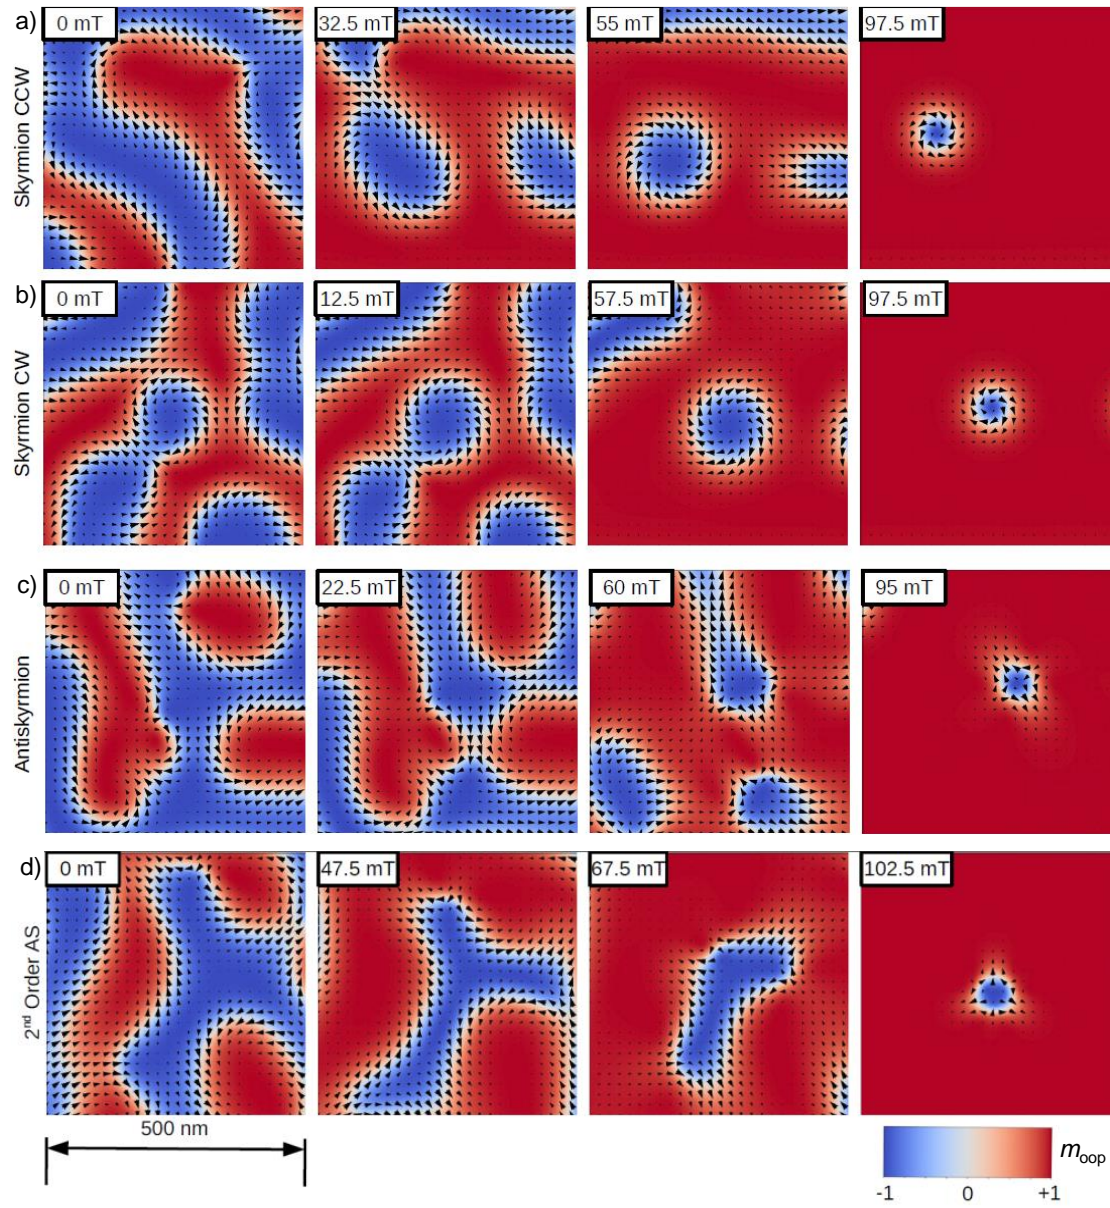 a)
Skyrmion CCW
0 mT
32.5 mT
55 mT
97.5 mT
b)
Skyrmion CW
0 mT
12.5 mT
57.5 mT
97.5 mT
c)
Antiskyrmion
0 mT
22.5 mT
60 mT
95 mT
d)
2nd Order AS
0 mT
47.5 mT
67.5 mT
102.5 mT
500 nm
moop
-1 0 +1